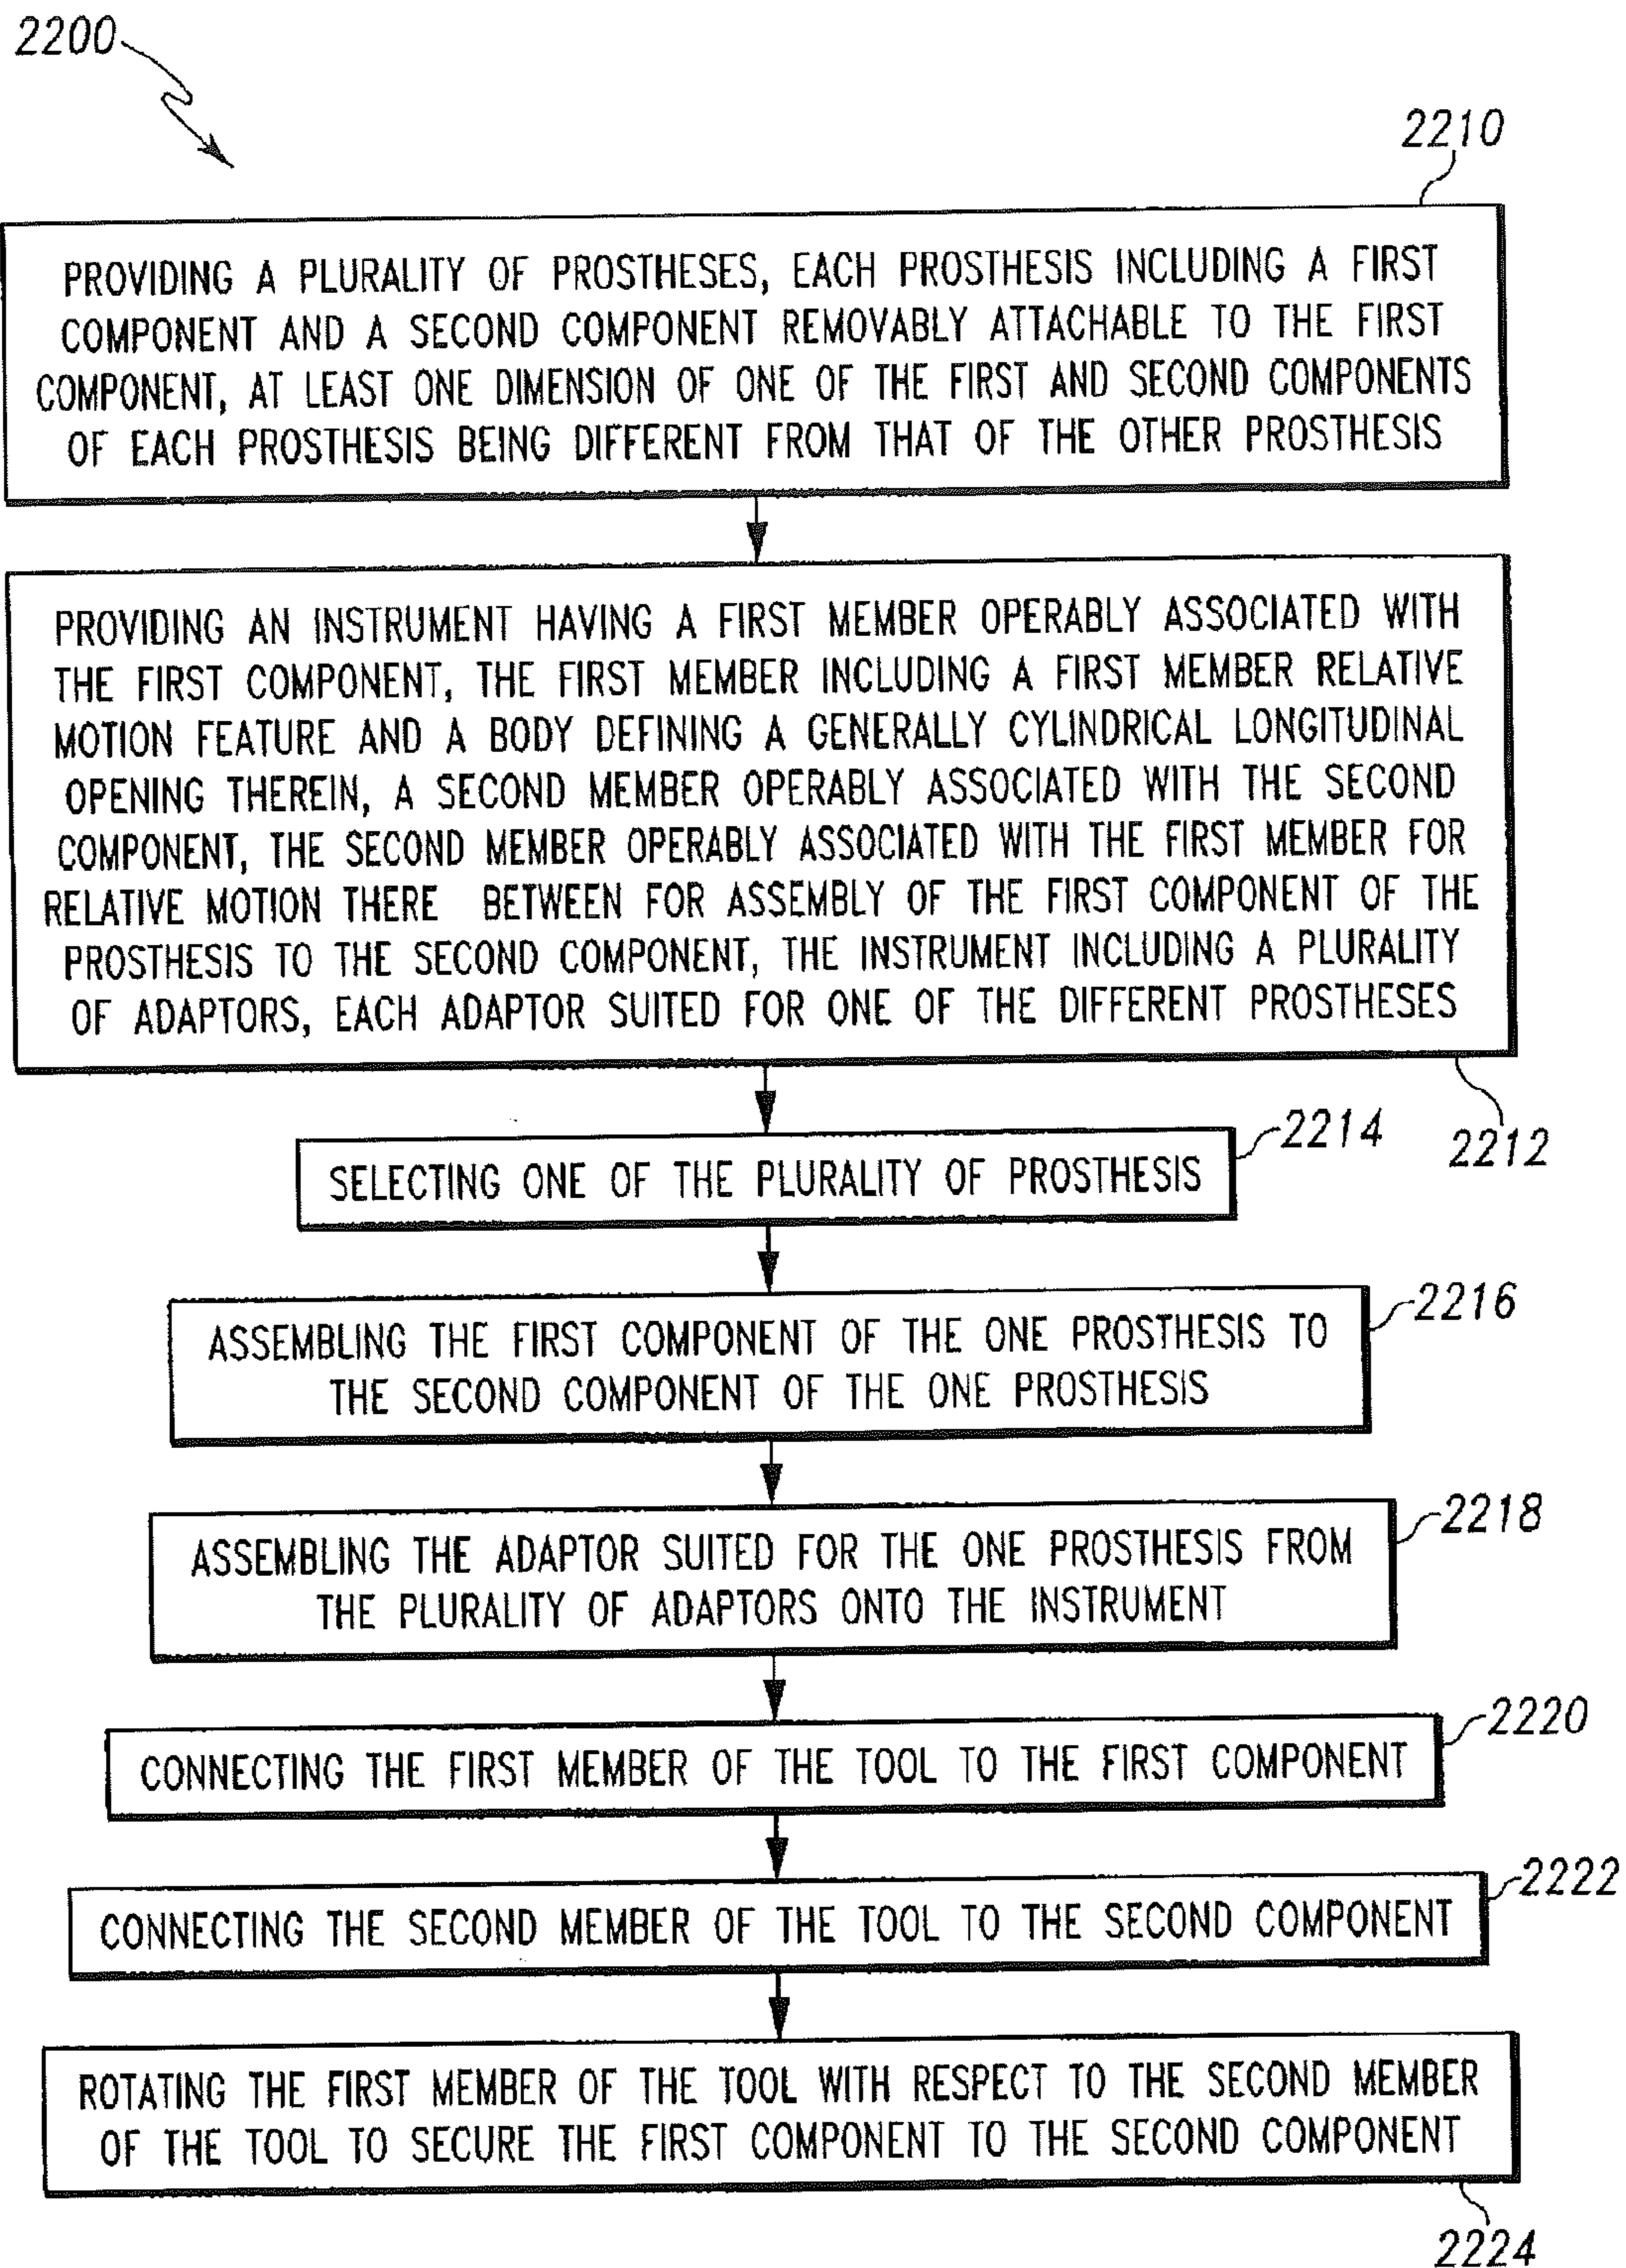 2200
2210
PROVIDING A PLURALITY OF PROSTHESES, EACH PROSTHESIS INCLUDING A FIRST
COMPONENT AND A SECOND COMPONENT REMOVABLY ATTACHABLE TO THE FIRST
COMPONENT, AT LEAST ONE DIMENSION OF ONE OF THE FIRST AND SECOND COMPONENTS
OF EACH PROSTHESIS BEING DIFFERENT FROM THAT OF THE OTHER PROSTHESIS
PROVIDING AN INSTRUMENT HAVING A FIRST MEMBER OPERABLY ASSOCIATED WITH
THE FIRST COMPONENT, THE FIRST MEMBER INCLUDING A FIRST MEMBER RELATIVE
MOTION FEATURE AND A BODY DEFINING A GENERALLY CYLINDRICAL LONGITUDINAL
OPENING THEREIN, A SECOND MEMBER OPERABLY ASSOCIATED WITH THE SECOND
COMPONENT, THE SECOND MEMBER OPERABLY ASSOCIATED WITH THE FIRST MEMBER FOR
RELATIVE MOTION THERE BETWEEN FOR ASSEMBLY OF THE FIRST COMPONENT OF THE
PROSTHESIS TO THE SECOND COMPONENT, THE INSTRUMENT INCLUDING A PLURALITY
OF ADAPTORS, EACH ADAPTOR SUITED FOR ONE OF THE DIFFERENT PROSTHESES
2212
2214
SELECTING ONE OF THE PLURALITY OF PROSTHESIS
2216
ASSEMBLING THE FIRST COMPONENT OF THE ONE PROSTHESIS TO
THE SECOND COMPONENT OF THE ONE PROSTHESIS
2218
ASSEMBLING THE ADAPTOR SUITED FOR THE ONE PROSTHESIS FROM
THE PLURALITY OF ADAPTORS ONTO THE INSTRUMENT
2220
CONNECTING THE FIRST MEMBER OF THE TOOL TO THE FIRST COMPONENT
2222
CONNECTING THE SECOND MEMBER OF THE TOOL TO THE SECOND COMPONENT
ROTATING THE FIRST MEMBER OF THE TOOL WITH RESPECT TO THE SECOND MEMBER
OF THE TOOL TO SECURE THE FIRST COMPONENT TO THE SECOND COMPONENT
2224